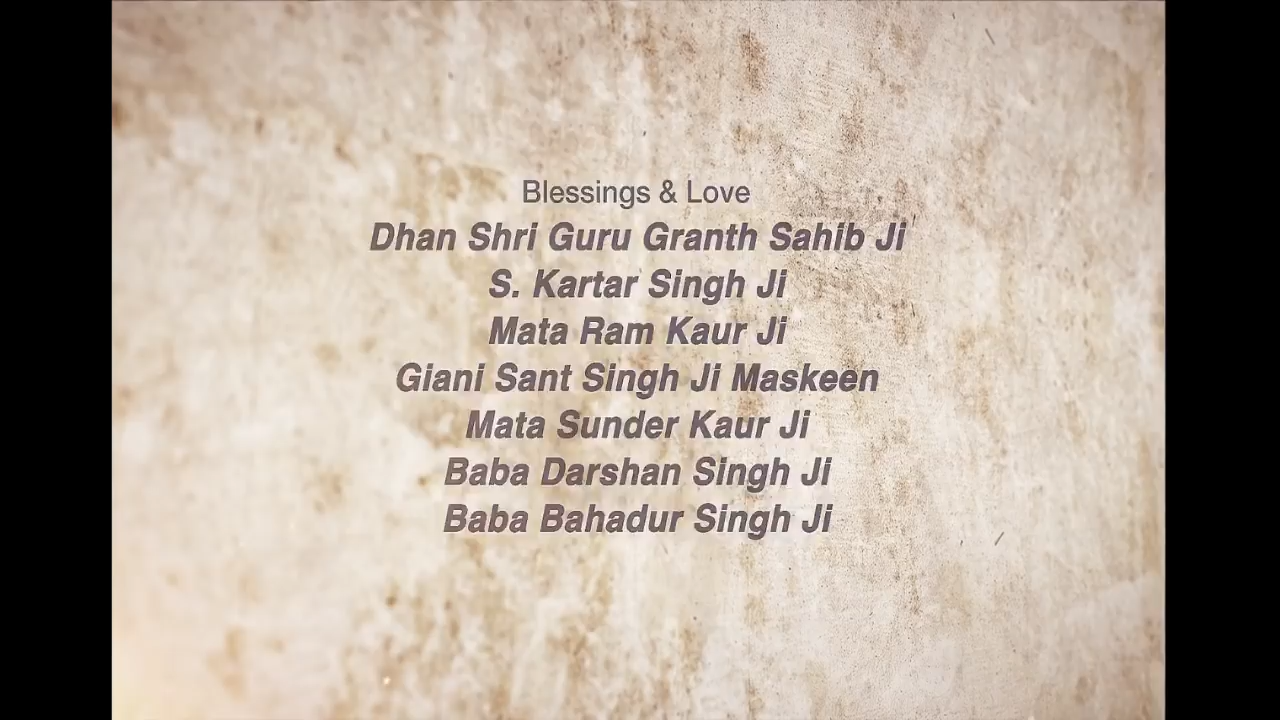 Blessings & Love
Dhan Shri Guru Granth Sahib Ji
S. Kartar Singh Ji
Mata Ram Kaur Ji
Giani Sant Singh Ji Maskeen
Mata Sunder Kaur Ji
Baba Darshan Singh Ji
Baba Bahadur Singh Ji